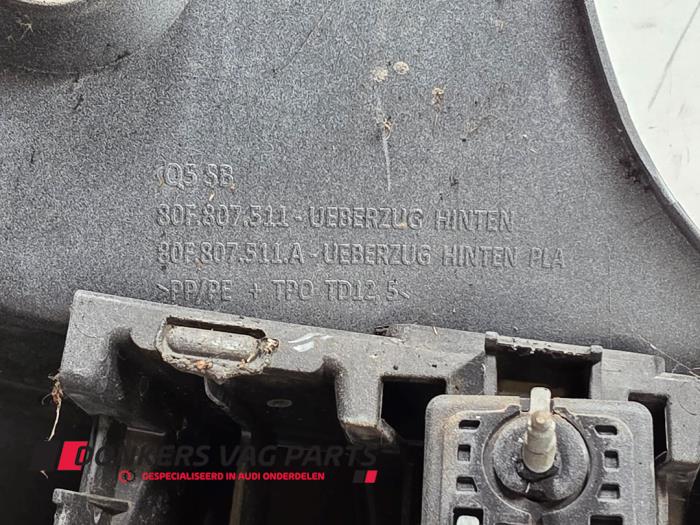 Q5 SB
80F.807.511 - UEBERZUG HINTEN
80F.807.511.A - UEBERZUG HINTEN PLA
>PP/PE + TPO TD12,5<
DONKERS VAG PARTS
GESPECIALISEERD IN AUDI ONDERDELEN